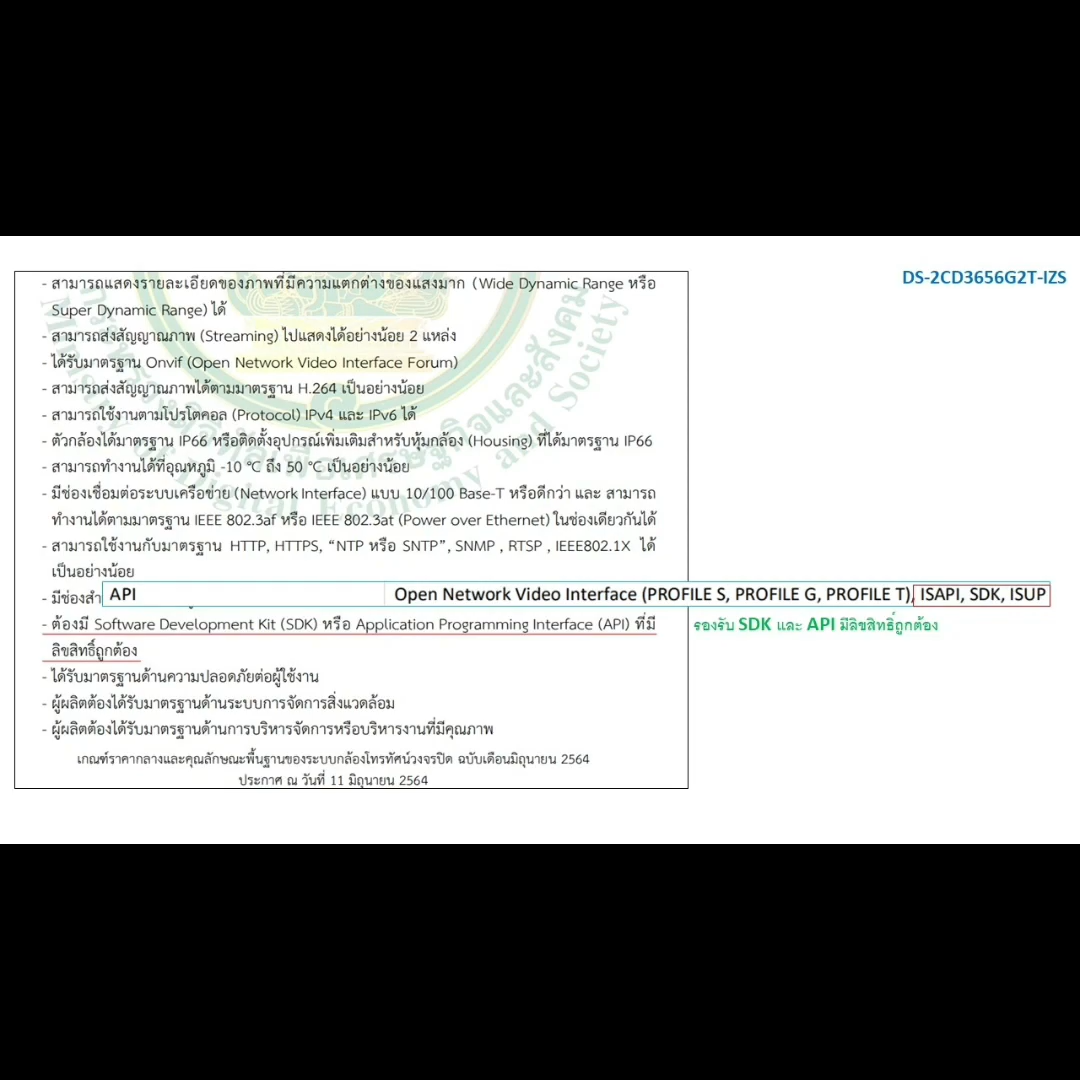 DS-2CD3656G2T-IZS
- สามารถแสดงรายละเอียดของภาพที่มีความแตกต่างของแสงมาก (Wide Dynamic Range หรือ
Super Dynamic Range) ได้
- สามารถส่งสัญญาณภาพ (Streaming) ไปแสดงได้อย่างน้อย 2 แหล่ง
- ได้รับมาตรฐาน Onvif (Open Network Video Interface Forum)
- สามารถส่งสัญญาณภาพได้ตามมาตรฐาน H.264 เป็นอย่างน้อย
- สามารถใช้งานตามโปรโตคอล (Protocol) IPv4 และ IPv6 ได้
- ตัวกล้องได้มาตรฐาน IP66 หรือติดตั้งอุปกรณ์เพิ่มเติมสำหรับหุ้มกล้อง (Housing) ที่ได้มาตรฐาน IP66
- สามารถทำงานได้ที่อุณหภูมิ -10 °C ถึง 50 °C เป็นอย่างน้อย
- มีช่องเชื่อมต่อระบบเครือข่าย (Network Interface) แบบ 10/100 Base-T หรือดีกว่า และ สามารถ
ทำงานได้ตามมาตรฐาน IEEE 802.3af หรือ IEEE 802.3at (Power over Ethernet) ในช่องเดียวกันได้
- สามารถใช้งานกับมาตรฐาน HTTP, HTTPS, “NTP หรือ SNTP”, SNMP , RTSP , IEEE802.1X ได้
เป็นอย่างน้อย
- มีช่องสำ API Open Network Video Interface (PROFILE S, PROFILE G, PROFILE T), ISAPI, SDK, ISUP
- ต้องมี Software Development Kit (SDK) หรือ Application Programming Interface (API) ที่มี
ลิขสิทธิ์ถูกต้อง
รองรับ SDK และ API มีลิขสิทธิ์ถูกต้อง
- ได้รับมาตรฐานด้านความปลอดภัยต่อผู้ใช้งาน
- ผู้ผลิตต้องได้รับมาตรฐานด้านระบบการจัดการสิ่งแวดล้อม
- ผู้ผลิตต้องได้รับมาตรฐานด้านการบริหารจัดการหรือบริหารงานที่มีคุณภาพ
เกณฑ์ราคากลางและคุณลักษณะพื้นฐานของระบบกล้องโทรทัศน์วงจรปิด ฉบับเดือนมิถุนายน 2564
ประกาศ ณ วันที่ 11 มิถุนายน 2564